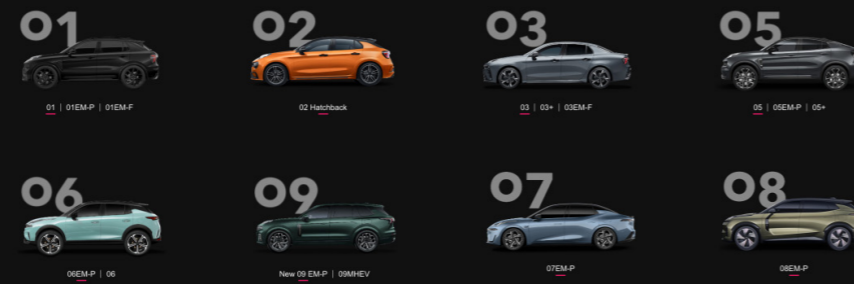 01
02
03
05
01 | 01EM-P | 01EM-F
02 Hatchback
03 | 03+ | 03EM-F
05 | 05EM-P | 05+
06
09
07
08
06EM-P | 06
New 09 EM-P | 09MHEV
07EM-P
08EM-P